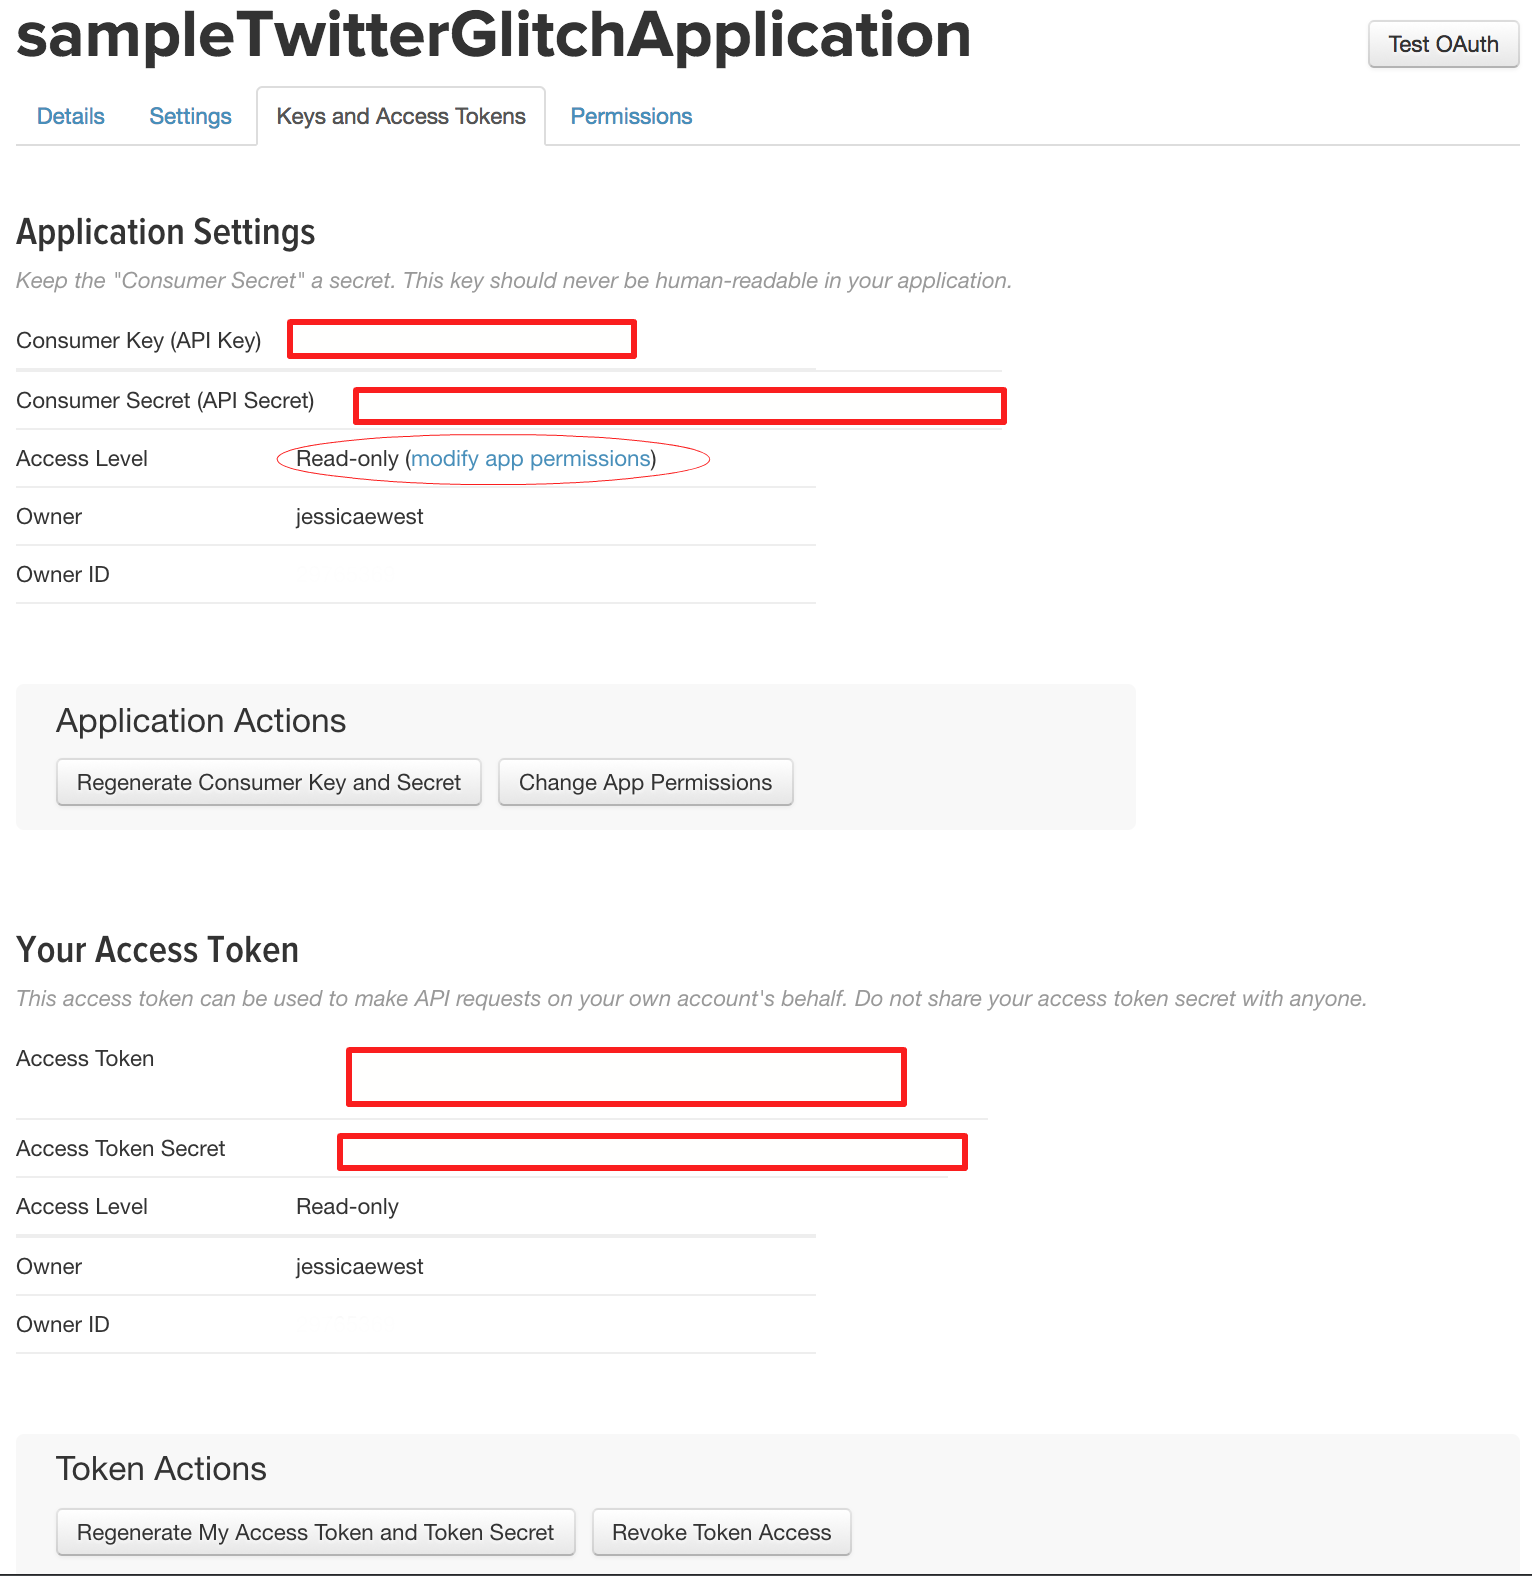 sampleTwitterGlitchApplication
Test OAuth
Details Settings Keys and Access Tokens Permissions
Application Settings
Keep the "Consumer Secret" a secret. This key should never be human-readable in your application.
Consumer Key (API Key)
Consumer Secret (API Secret)
Access Level Read-only (modify app permissions)
Owner jessicaewest
Owner ID
Application Actions
Regenerate Consumer Key and Secret Change App Permissions
Your Access Token
This access token can be used to make API requests on your own account's behalf. Do not share your access token secret with anyone.
Access Token
Access Token Secret
Access Level Read-only
Owner jessicaewest
Owner ID
Token Actions
Regenerate My Access Token and Token Secret Revoke Token Access